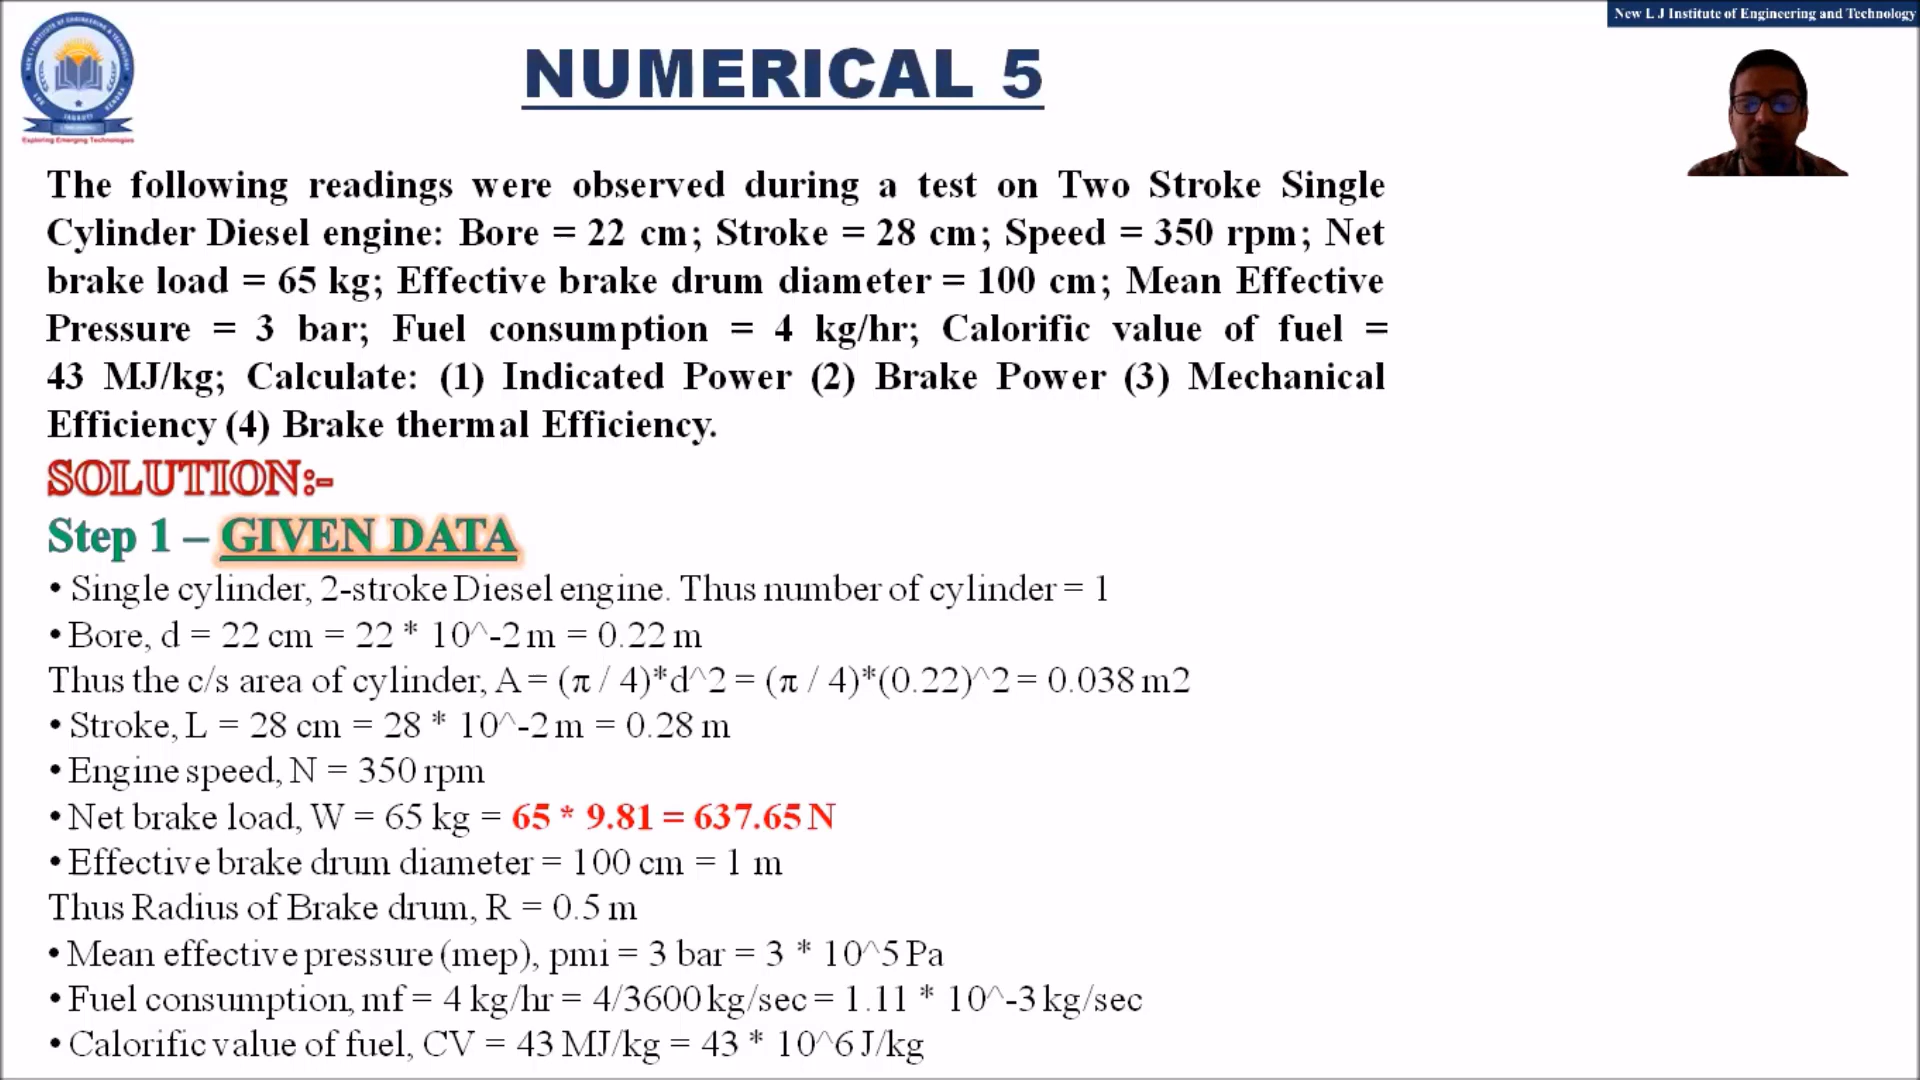 New L J Institute of Engineering and Technology
NUMERICAL 5
Exploring Emerging Technologies
The following readings were observed during a test on Two Stroke Single
Cylinder Diesel engine: Bore = 22 cm; Stroke = 28 cm; Speed = 350 rpm; Net
brake load = 65 kg; Effective brake drum diameter = 100 cm; Mean Effective
Pressure = 3 bar; Fuel consumption = 4 kg/hr; Calorific value of fuel =
43 MJ/kg; Calculate: (1) Indicated Power (2) Brake Power (3) Mechanical
Efficiency (4) Brake thermal Efficiency.
SOLUTION:-
Step 1 – GIVEN DATA
• Single cylinder, 2-stroke Diesel engine. Thus number of cylinder = 1
• Bore, d = 22 cm = 22 * 10^-2 m = 0.22 m
Thus the c/s area of cylinder, A = (π / 4)*d^2 = (π / 4)*(0.22)^2 = 0.038 m2
• Stroke, L = 28 cm = 28 * 10^-2 m = 0.28 m
• Engine speed, N = 350 rpm
• Net brake load, W = 65 kg = 65 * 9.81 = 637.65 N
• Effective brake drum diameter = 100 cm = 1 m
Thus Radius of Brake drum, R = 0.5 m
• Mean effective pressure (mep), pmi = 3 bar = 3 * 10^5 Pa
• Fuel consumption, mf = 4 kg/hr = 4/3600 kg/sec = 1.11 * 10^-3 kg/sec
• Calorific value of fuel, CV = 43 MJ/kg = 43 * 10^6 J/kg